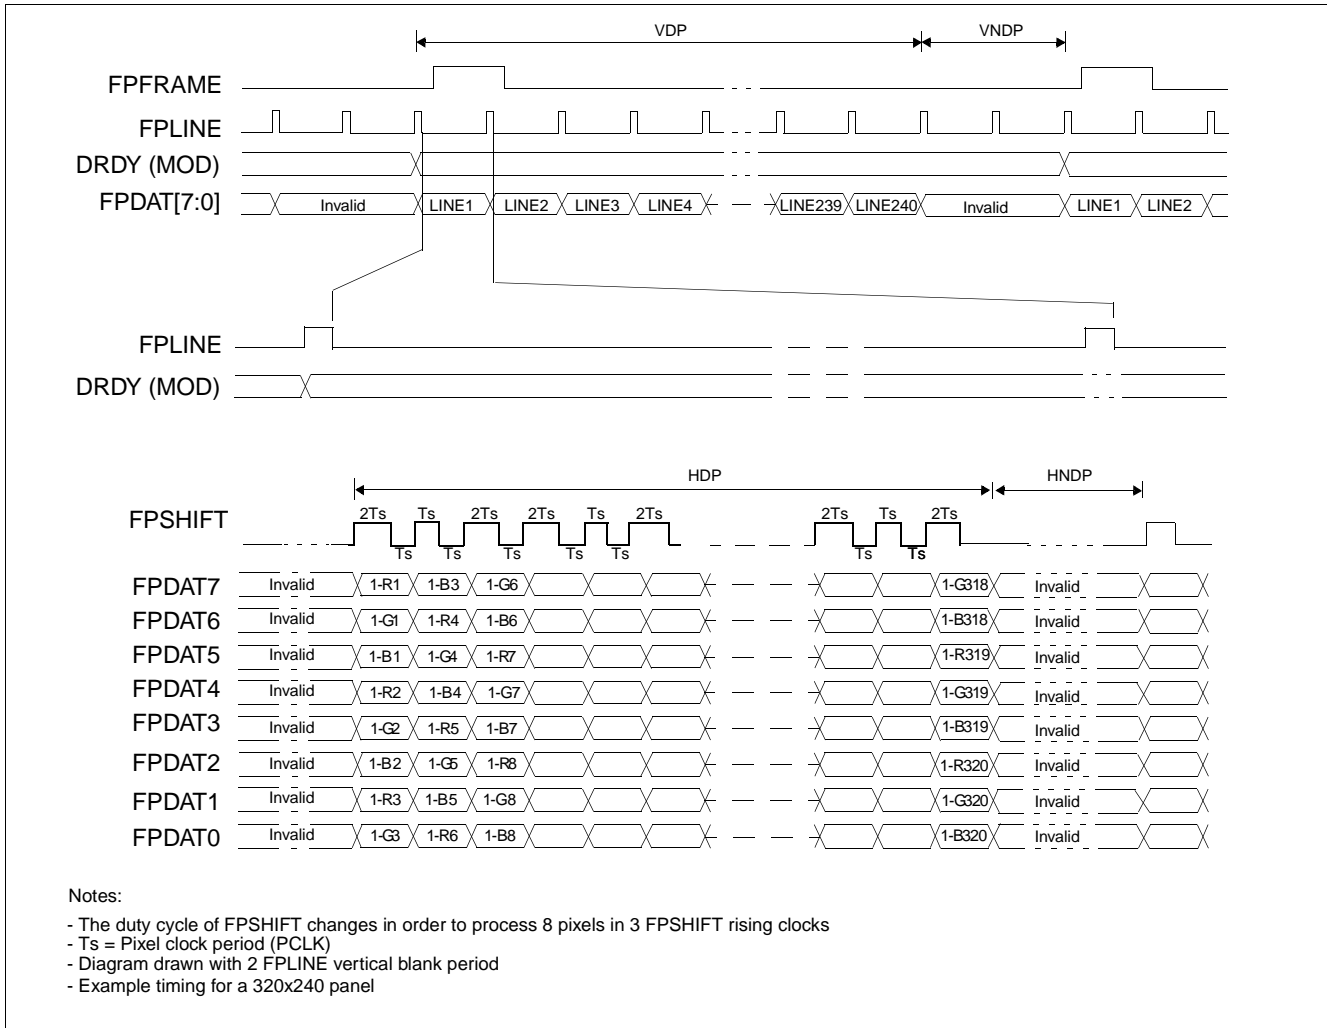 VDP VNDP
FPFRAME
FPLINE
DRDY (MOD)
FPDAT[7:0] Invalid LINE1 LINE2 LINE3 LINE4 LINE239 LINE240 Invalid LINE1 LINE2
FPLINE
DRDY (MOD)
HDP HNDP
FPSHIFT 2Ts Ts 2Ts 2Ts Ts 2Ts 2Ts Ts 2Ts
Ts Ts Ts Ts Ts Ts Ts
FPDAT7 Invalid 1-R1 1-B3 1-G6 1-G318 Invalid
FPDAT6 Invalid 1-G1 1-R4 1-B6 1-B318 Invalid
FPDAT5 Invalid 1-B1 1-G4 1-R7 1-R319 Invalid
FPDAT4 Invalid 1-R2 1-B4 1-G7 1-G319 Invalid
FPDAT3 Invalid 1-G2 1-R5 1-B7 1-B319 Invalid
FPDAT2 Invalid 1-B2 1-G5 1-R8 1-R320 Invalid
FPDAT1 Invalid 1-R3 1-B5 1-G8 1-G320 Invalid
FPDAT0 Invalid 1-G3 1-R6 1-B8 1-B320 Invalid
Notes:
- The duty cycle of FPSHIFT changes in order to process 8 pixels in 3 FPSHIFT rising clocks
- Ts = Pixel clock period (PCLK)
- Diagram drawn with 2 FPLINE vertical blank period
- Example timing for a 320x240 panel